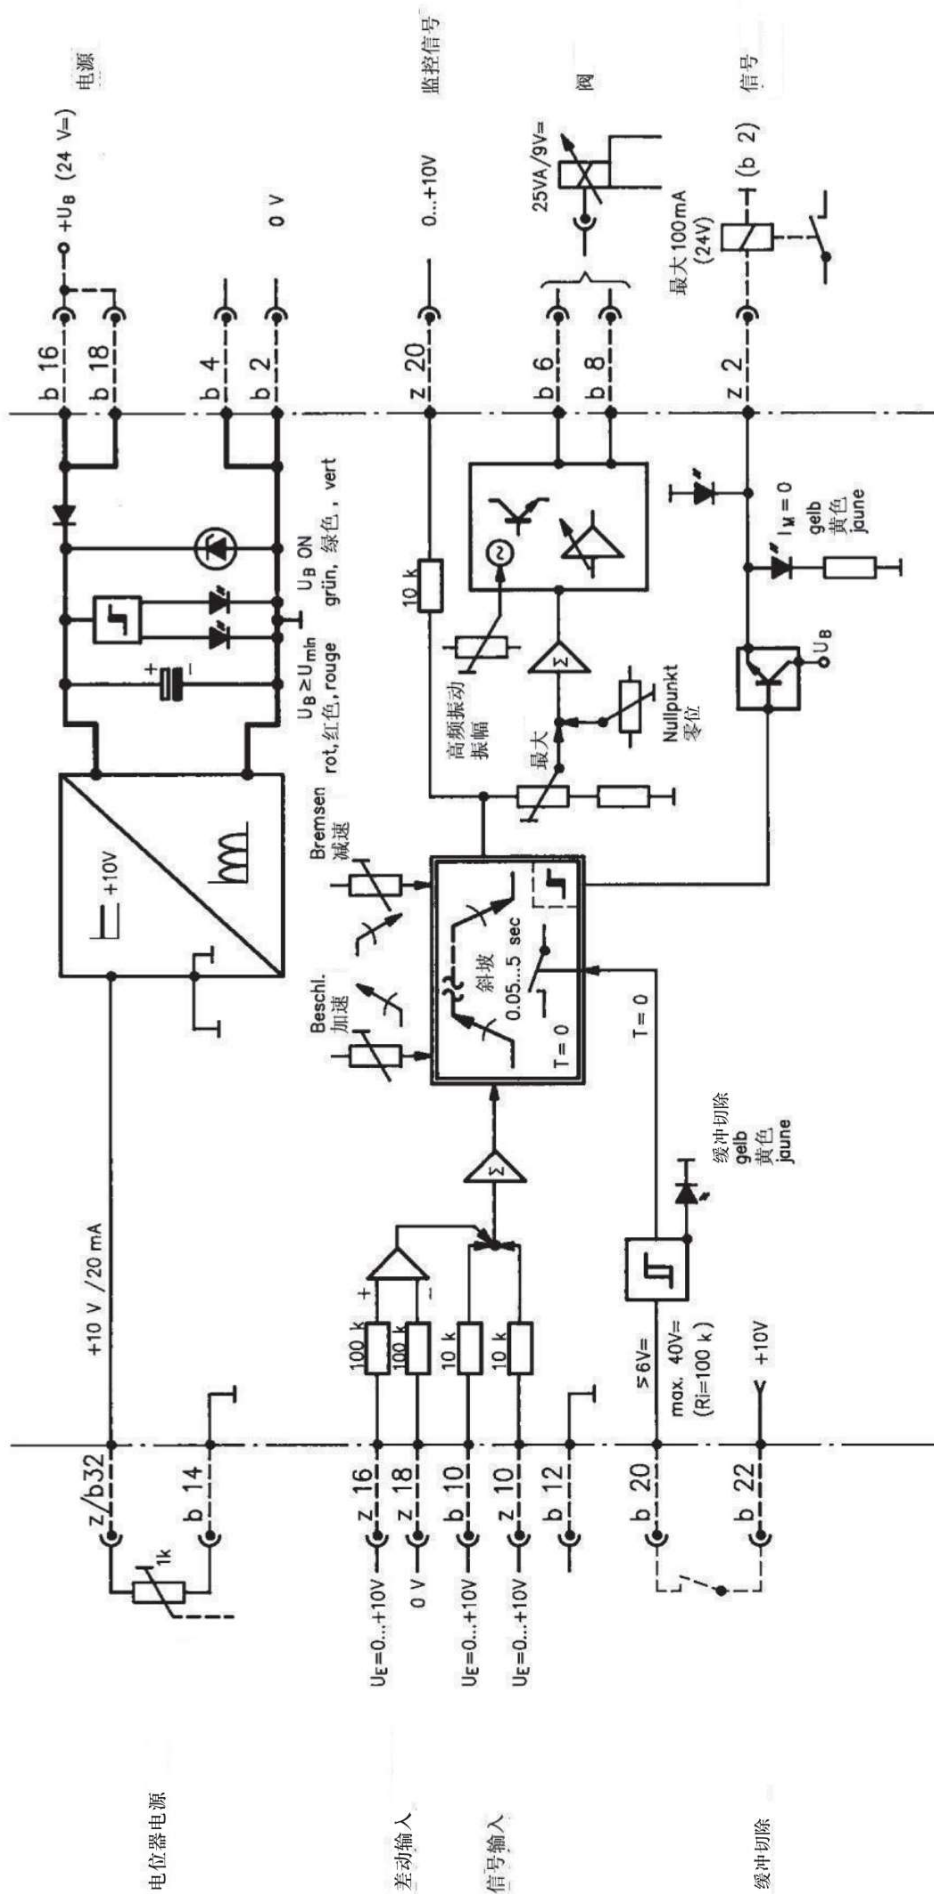 电位器电源
差动输入
信号输入
缓冲切除
1k
z/b32
b 14
UE=0...+10V
z 16
0 V
z 18
UE=0...+10V
b 10
UE=0...+10V
z 10
b 12
b 20
b 22
+10 V /20 mA
100 k
+
100 k
−
10 k
10 k
Σ
≤6V=
max. 40V=
(Ri=100 k)
+10V
缓冲切除
gelb
黄色
jaune
T=0
+10V
Beschl.
加速
Bremsen
减速
斜坡
0.05...5 sec
T=0
+
−
UB≥Umin
rot,红色,rouge
UB ON
grün, 绿色, vert
10 k
高频振动
振幅
最大
Σ
Nullpunkt
零位
UB
IM=0
gelb
黄色
jaune
b 16
b 18
b 4
b 2
z 20
b 6
b 8
z 2
+UB (24 V=)
0 V
0...+10V
25VA/9V=
最大100mA
(24V)
(b 2)
电源
监控信号
阀
信号